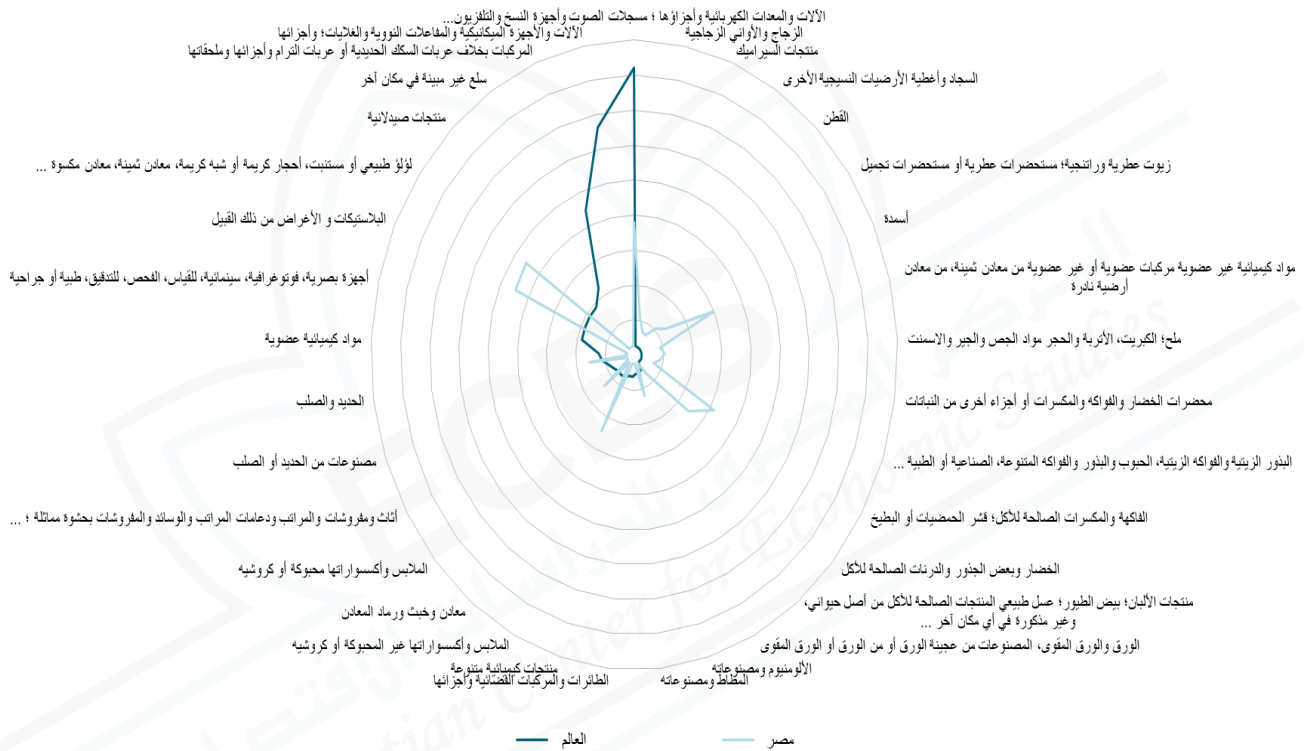 الآلات والمعدات الكهربائية وأجزاؤها ؛ مسجلات الصوت وأجهزة النسخ والتلفزيون...
الزجاج والأواني الزجاجية
منتجات السيراميك
السجاد وأغطية الأرضيات النسيجية الأخرى
القطن
زيوت عطرية وراتنجية؛ مستحضرات عطرية أو مستحضرات تجميل
أسمدة
مواد كيميائية غير عضوية مركبات عضوية أو غير عضوية من معادن ثمينة، من معادن
أرضية نادرة
ملح؛ الكبريت، الأتربة والحجر مواد الجص والجير والاسمنت
محضرات الخضار والفواكه والمكسرات أو أجزاء أخرى من النباتات
البذور الزيتية والفواكه الزيتية، الحبوب والبذور والفواكه المتنوعة، الصناعية أو الطبية ...
الفاكهة والمكسرات الصالحة للأكل؛ قشر الحمضيات أو البطيخ
الخضار وبعض الجذور والدرنات الصالحة للأكل
منتجات الألبان؛ بيض الطيور؛ عسل طبيعي المنتجات الصالحة للأكل من أصل حيواني،
وغير مذكورة في أي مكان آخر ...
الورق والورق المقوى، المصنوعات من عجينة الورق أو من الورق أو الورق المقوى
الألومنيوم ومصنوعاته
المطاط ومصنوعاته
الطائرات والمركبات الفضائية وأجزائها
منتجات كيميائية متنوعة
الملابس وأكسسواراتها غير المحبوكة أو كروشيه
معادن وخبث ورماد المعادن
الملابس وأكسسواراتها محبوكة أو كروشيه
أثاث ومفروشات والمراتب ودعامات المراتب والوسائد والمفروشات بحشوة مماثلة ؛ ...
مصنوعات من الحديد أو الصلب
الحديد والصلب
مواد كيميائية عضوية
أجهزة بصرية، فوتوغرافية، سينمائية، للقياس، الفحص، للتدقيق، طبية أو جراحية
البلاستيكات و الأغراض من ذلك القبيل
لؤلؤ طبيعي أو مستنبت، أحجار كريمة أو شبه كريمة، معادن ثمينة، معادن مكسوة ...
منتجات صيدلانية
سلع غير مبينة في مكان آخر
المركبات بخلاف عربات السكك الحديدية أو عربات الترام وأجزائها وملحقاتها
الآلات والأجهزة الميكانيكية والمفاعلات النووية والغلايات؛ وأجزائها
العالم
مصر
ECES